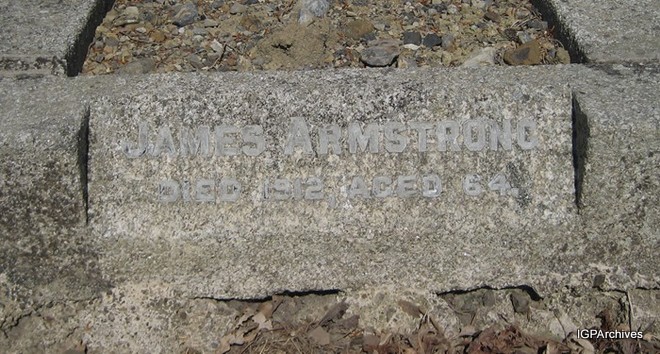 James Armstrong
Died 1912, aged 64.
IGPArchives